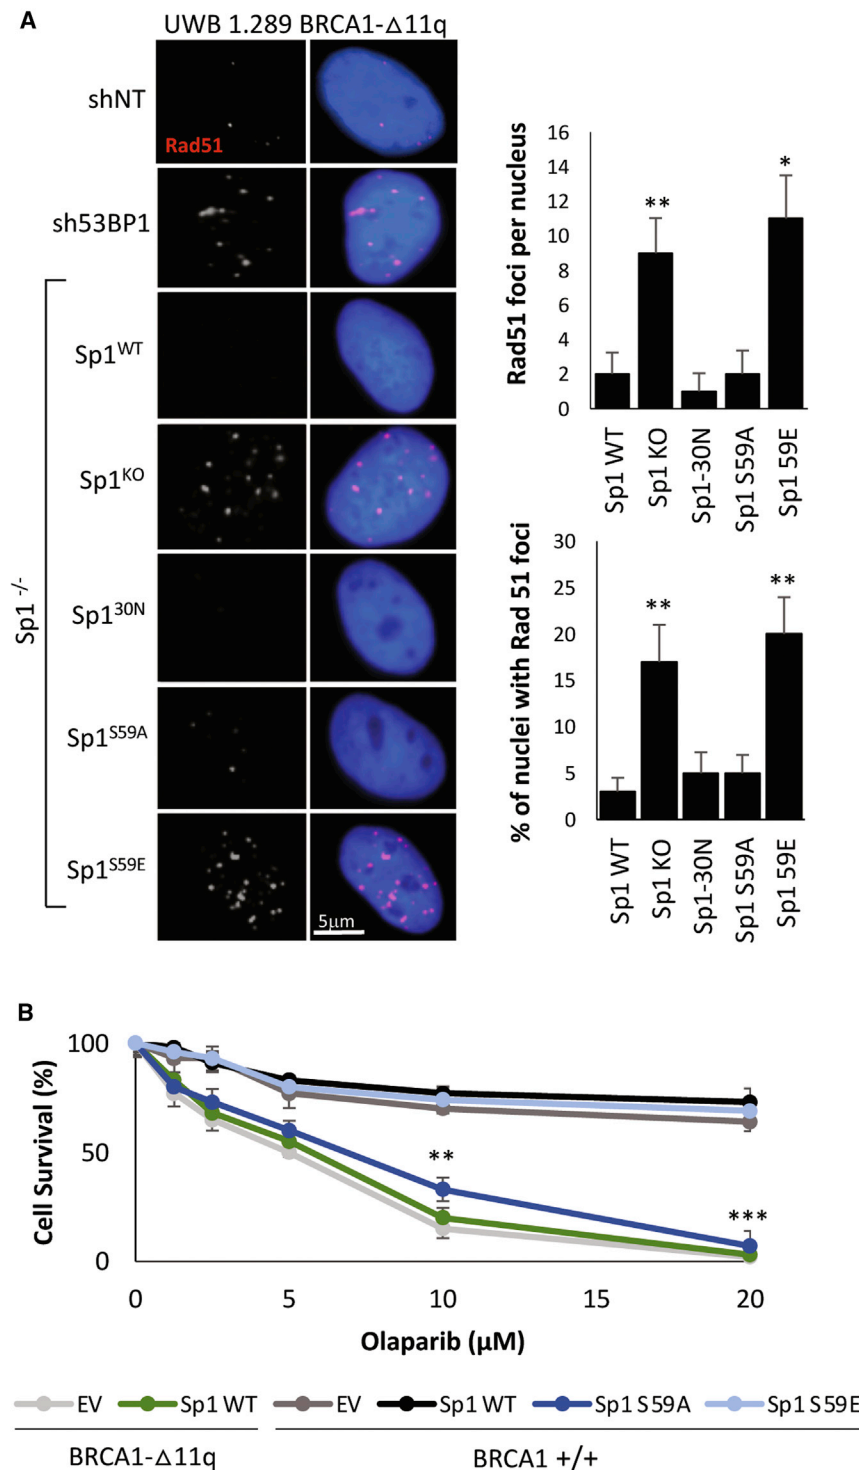 A
UWB 1.289 BRCA1-Δ11q
shNT
Rad51
sh53BP1
Sp1 -/-
Sp1WT
Sp1KO
Sp130N
Sp1S59A
Sp1S59E
5μm
Rad51 foci per nucleus
16
14
12
10
8
6
4
2
0
**
*
Sp1 WT
Sp1 KO
Sp1-30N
Sp1 S59A
Sp1 59E
% of nuclei with Rad 51 foci
30
25
20
15
10
5
0
**
**
Sp1 WT
Sp1 KO
Sp1-30N
Sp1 S59A
Sp1 59E
B
Cell Survival (%)
100
50
0
**
***
0 5 10 15 20
Olaparib (μM)
EV Sp1 WT EV Sp1 WT Sp1 S59A Sp1 S59E
BRCA1-Δ11q BRCA1 +/+